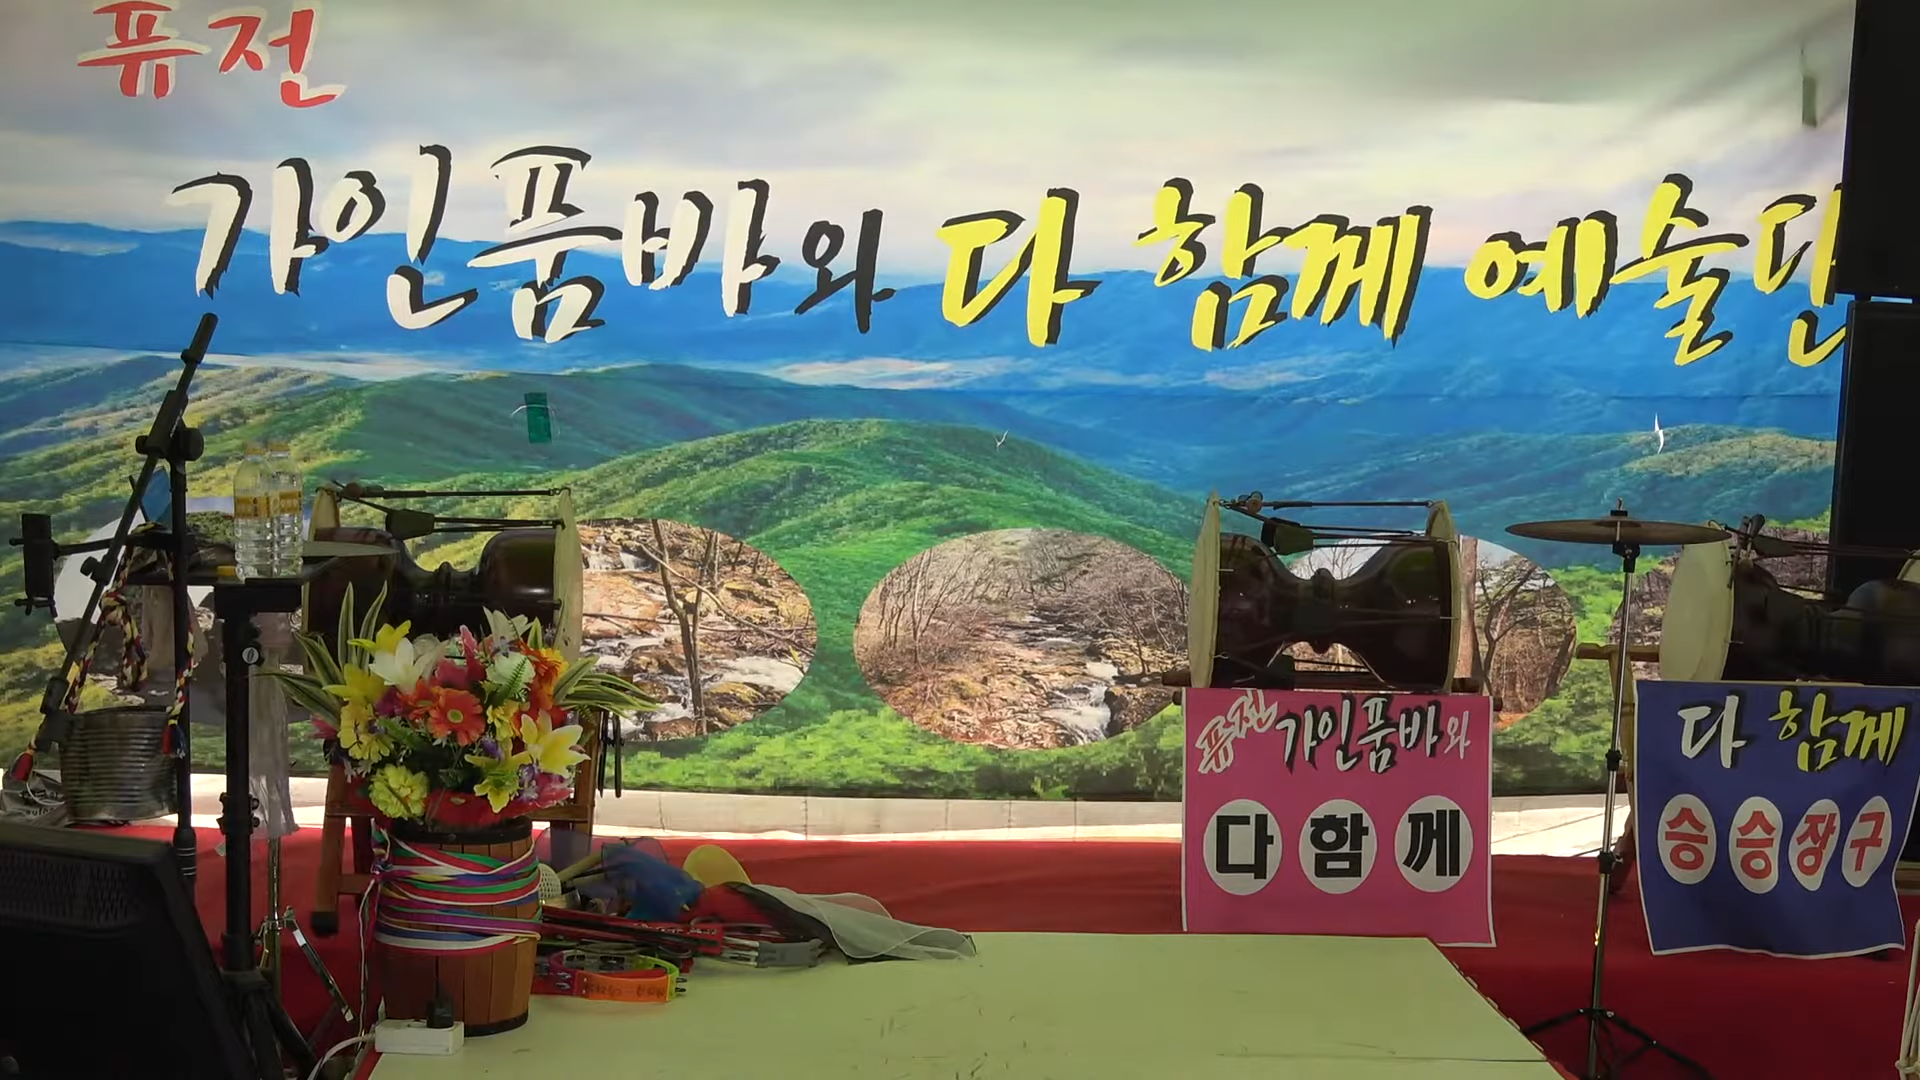 퓨전
가인품바와 다 함께 예술단
퓨전 가인품바와
다함께
다 함께
승승장구